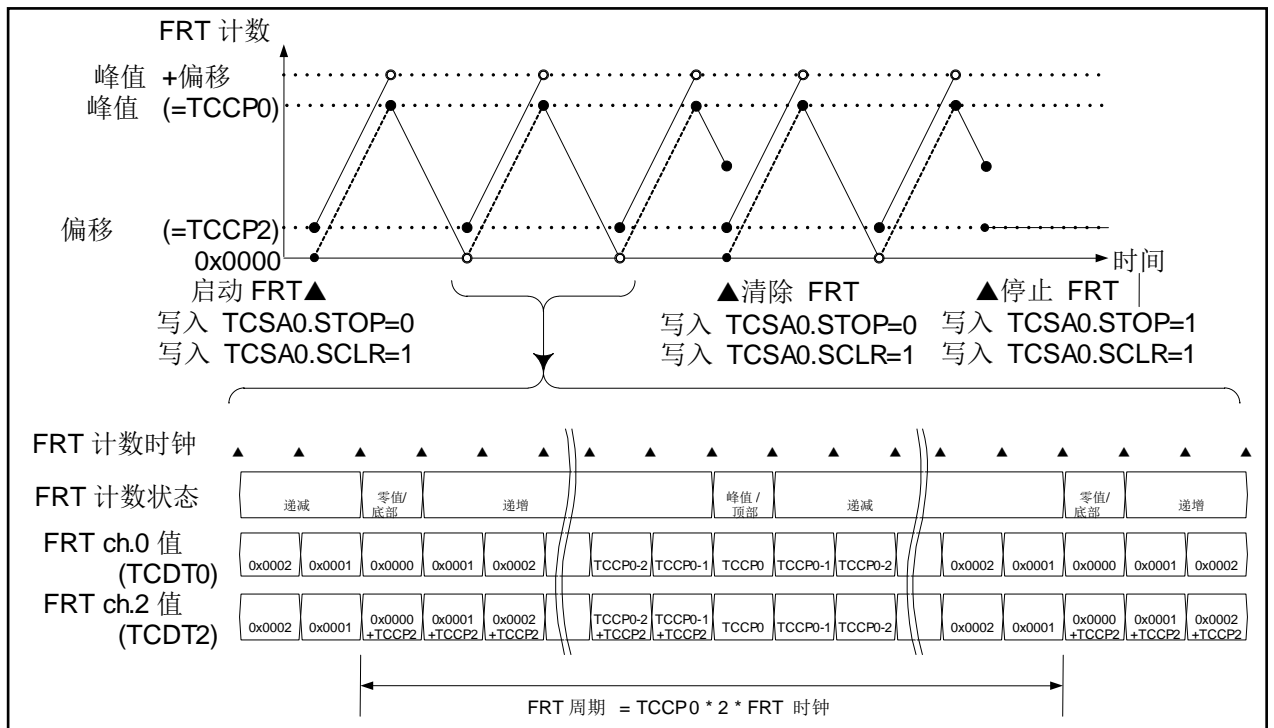 FRT 计数
峰值 +偏移
峰值 (=TCCP0)
偏移 (=TCCP2)
0x0000
时间
启动 FRT▲
写入 TCSA0.STOP=0
写入 TCSA0.SCLR=1
▲清除 FRT
写入 TCSA0.STOP=0
写入 TCSA0.SCLR=1
▲停止 FRT
写入 TCSA0.STOP=1
写入 TCSA0.SCLR=1
FRT 计数时钟
FRT 计数状态
递减
零值/
底部
递增
峰值 /
顶部
递减
零值/
底部
递增
FRT ch.0 值
(TCDT0)
0x0002 0x0001 0x0000 0x0001 0x0002 TCCP0-2 TCCP0-1 TCCP0 TCCP0-1 TCCP0-2 0x0002 0x0001 0x0000 0x0001 0x0002
FRT ch.2 值
(TCDT2)
0x0002 0x0001 0x0000 +TCCP2 0x0001 +TCCP2 0x0002 +TCCP2 TCCP0-2 +TCCP2 TCCP0-1 +TCCP2 TCCP0 TCCP0-1 TCCP0-2 0x0002 0x0001 0x0000 +TCCP2 0x0001 +TCCP2 0x0002 +TCCP2
FRT 周期 = TCCP0 * 2 * FRT 时钟